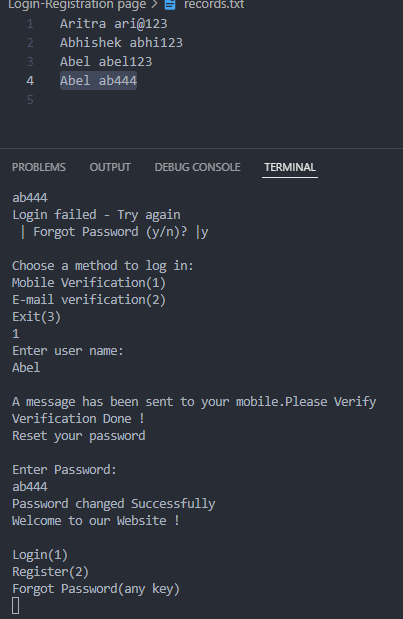 Login-Registration page > records.txt
1 Aritra ari@123
2 Abhishek abhi123
3 Abel abel123
4 Abel ab444
5
PROBLEMS OUTPUT DEBUG CONSOLE TERMINAL
ab444
Login failed - Try again
| Forgot Password (y/n)? |y
Choose a method to log in:
Mobile Verification(1)
E-mail verification(2)
Exit(3)
1
Enter user name:
Abel
A message has been sent to your mobile.Please Verify
Verification Done !
Reset your password
Enter Password:
ab444
Password changed Successfully
Welcome to our Website !
Login(1)
Register(2)
Forgot Password(any key)